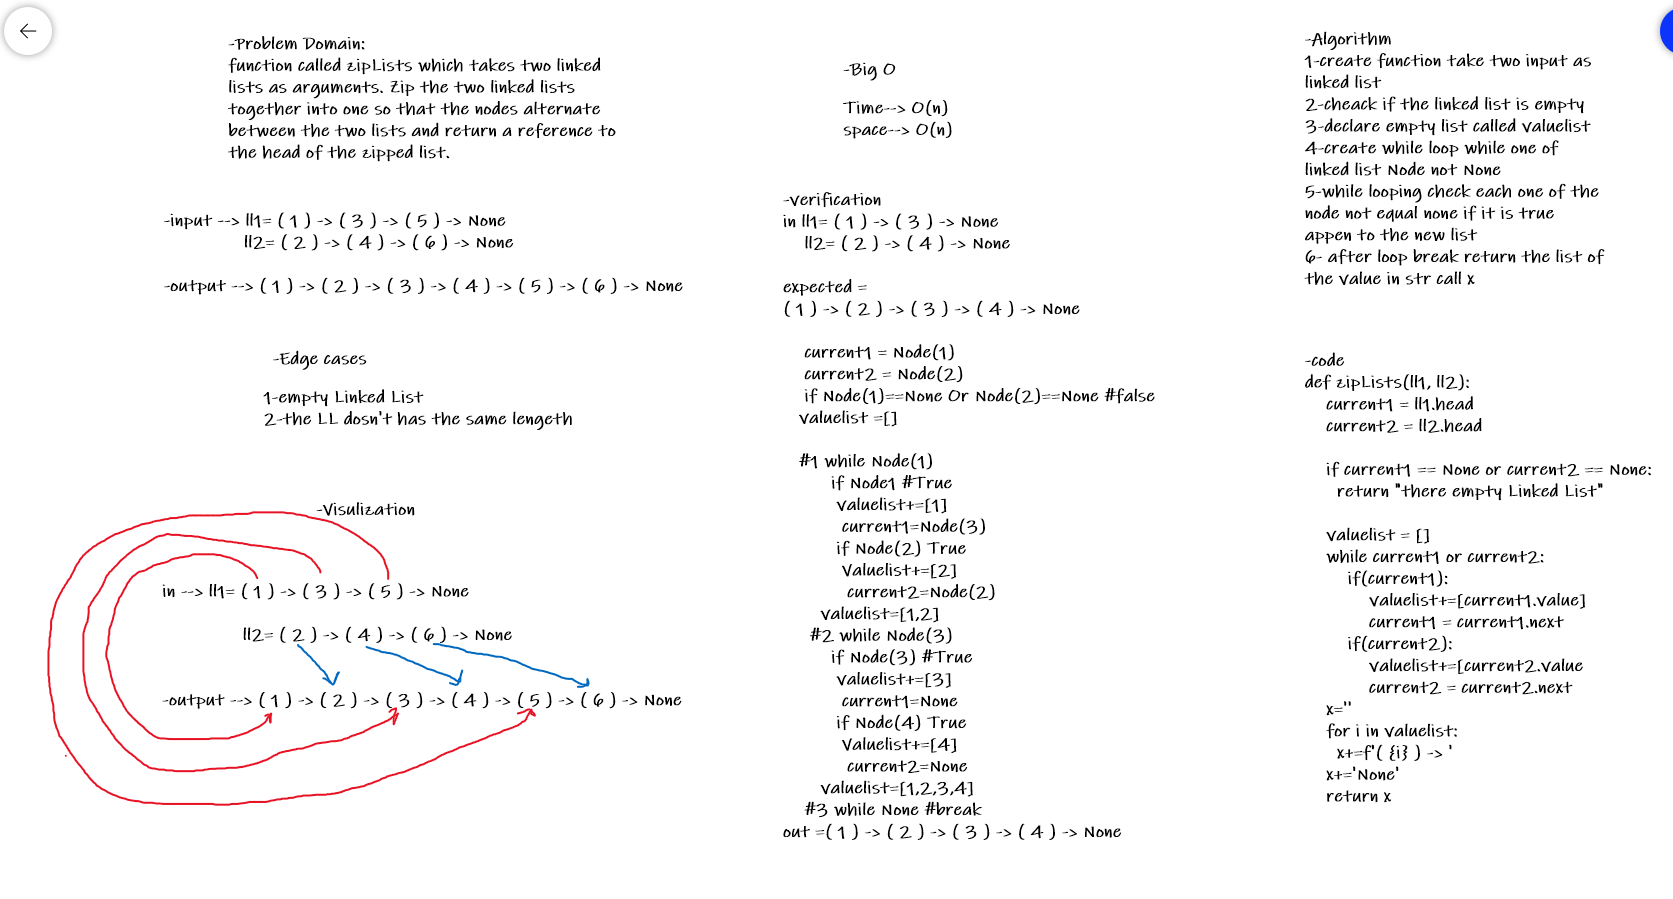 -Problem Domain:
function called zipLists which takes two linked
lists as arguments. Zip the two linked lists
together into one so that the nodes alternate
between the two lists and return a reference to
the head of the zipped list.
-input --> ll1= ( 1 ) -> ( 3 ) -> ( 5 ) -> None
ll2= ( 2 ) -> ( 4 ) -> ( 6 ) -> None
-output --> ( 1 ) -> ( 2 ) -> ( 3 ) -> ( 4 ) -> ( 5 ) -> ( 6 ) -> None
-Edge cases
1-empty Linked List
2-the LL dosn't has the same lengeth
-Visulization
in --> ll1= ( 1 ) -> ( 3 ) -> ( 5 ) -> None
ll2= ( 2 ) -> ( 4 ) -> ( 6 ) -> None
-output --> ( 1 ) -> ( 2 ) -> ( 3 ) -> ( 4 ) -> ( 5 ) -> ( 6 ) -> None
-Big O
Time--> O(n)
space--> O(n)
-verification
in ll1= ( 1 ) -> ( 3 ) -> None
ll2= ( 2 ) -> ( 4 ) -> None
expected =
( 1 ) -> ( 2 ) -> ( 3 ) -> ( 4 ) -> None
current1 = Node(1)
current2 = Node(2)
if Node(1)==None Or Node(2)==None #false
valuelist =[]
#1 while Node(1)
if Node1 #True
valuelist+=[1]
current1=Node(3)
if Node(2) True
Valuelist+=[2]
current2=Node(2)
valuelist=[1,2]
#2 while Node(3)
if Node(3) #True
valuelist+=[3]
current1=None
if Node(4) True
Valuelist+=[4]
current2=None
valuelist=[1,2,3,4]
#3 while None #break
out =( 1 ) -> ( 2 ) -> ( 3 ) -> ( 4 ) -> None
-Algorithm
1-create function take two input as
linked list
2-cheack if the linked list is empty
3-declare empty list called valuelist
4-create while loop while one of
linked list Node not None
5-while looping check each one of the
node not equal none if it is true
appen to the new list
6- after loop break return the list of
the value in str call x
-code
def zipLists(ll1, ll2):
current1 = ll1.head
current2 = ll2.head
if current1 == None or current2 == None:
return "there empty Linked List"
valuelist = []
while current1 or current2:
if(current1):
valuelist+=[current1.value]
current1 = current1.next
if(current2):
valuelist+=[current2.value
current2 = current2.next
x=''
for i in valuelist:
x+=f'( {i} ) -> '
x+='None'
return x